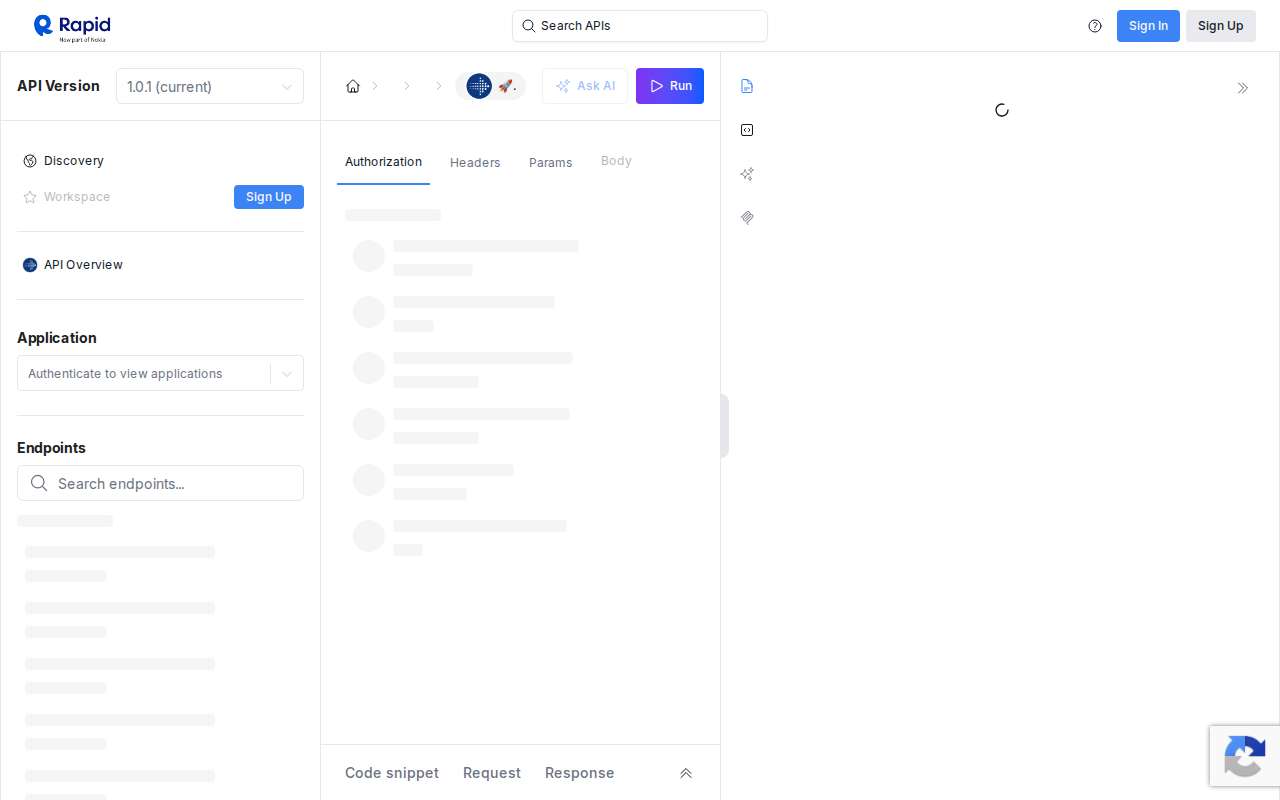 Rapid
Now part of Nokia
Search APIs
Sign In
Sign Up
API Version
1.0.1 (current)
🚀.
Ask AI
Run
Discovery
Workspace
Sign Up
API Overview
Application
Authenticate to view applications
Endpoints
Search endpoints...
Authorization
Headers
Params
Body
Code snippet
Request
Response